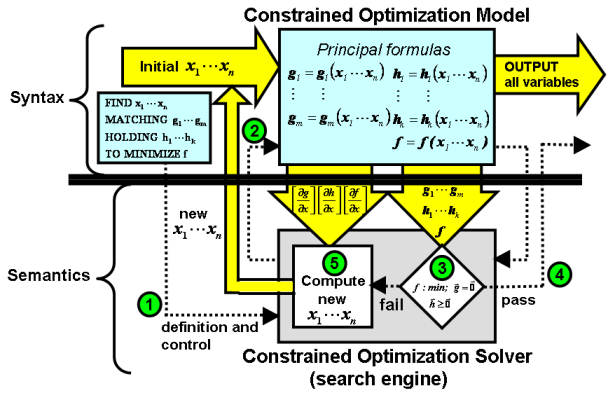 Constrained Optimization Model
Principal formulas
g₁ = g₁(x₁⋯xₙ) h₁ = h₁(x₁⋯xₙ)
⋮ ⋮ ⋮ ⋮
gₘ = gₘ(x₁⋯xₙ) hₖ = hₖ(x₁⋯xₙ)
f = f(x₁⋯xₙ)
Initial x₁⋯xₙ
OUTPUT
all variables
Syntax
FIND x₁⋯xₙ
MATCHING g₁⋯gₘ
HOLDING h₁⋯hₖ
TO MINIMIZE f
2
[∂g/∂x] [∂h/∂x] [∂f/∂x]
g₁⋯gₘ
h₁⋯hₖ
f
new
x₁⋯xₙ
Semantics
1
definition and
control
5
Compute
new
x₁⋯xₙ
3
f : min; g⃗ = 0⃗
h⃗ ≥ 0⃗
fail
pass
4
Constrained Optimization Solver
(search engine)